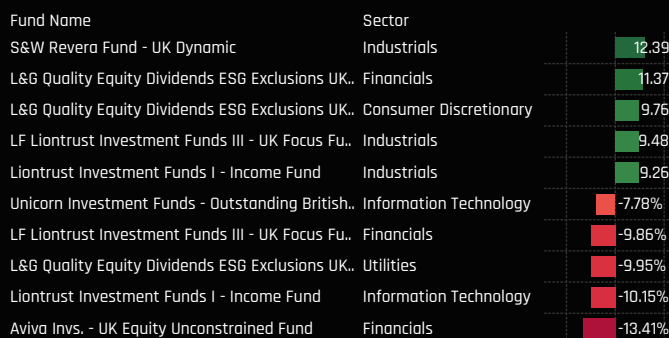 Fund Name Sector
S&W Revera Fund - UK Dynamic Industrials 12.39
L&G Quality Equity Dividends ESG Exclusions UK.. Financials 11.37
L&G Quality Equity Dividends ESG Exclusions UK.. Consumer Discretionary 9.76
LF Liontrust Investment Funds III - UK Focus Fu.. Industrials 9.48
Liontrust Investment Funds I - Income Fund Industrials 9.26
Unicorn Investment Funds - Outstanding British.. Information Technology -7.78%
LF Liontrust Investment Funds III - UK Focus Fu.. Financials -9.86%
L&G Quality Equity Dividends ESG Exclusions UK.. Utilities -9.95%
Liontrust Investment Funds I - Income Fund Information Technology -10.15%
Aviva Invs. - UK Equity Unconstrained Fund Financials -13.41%